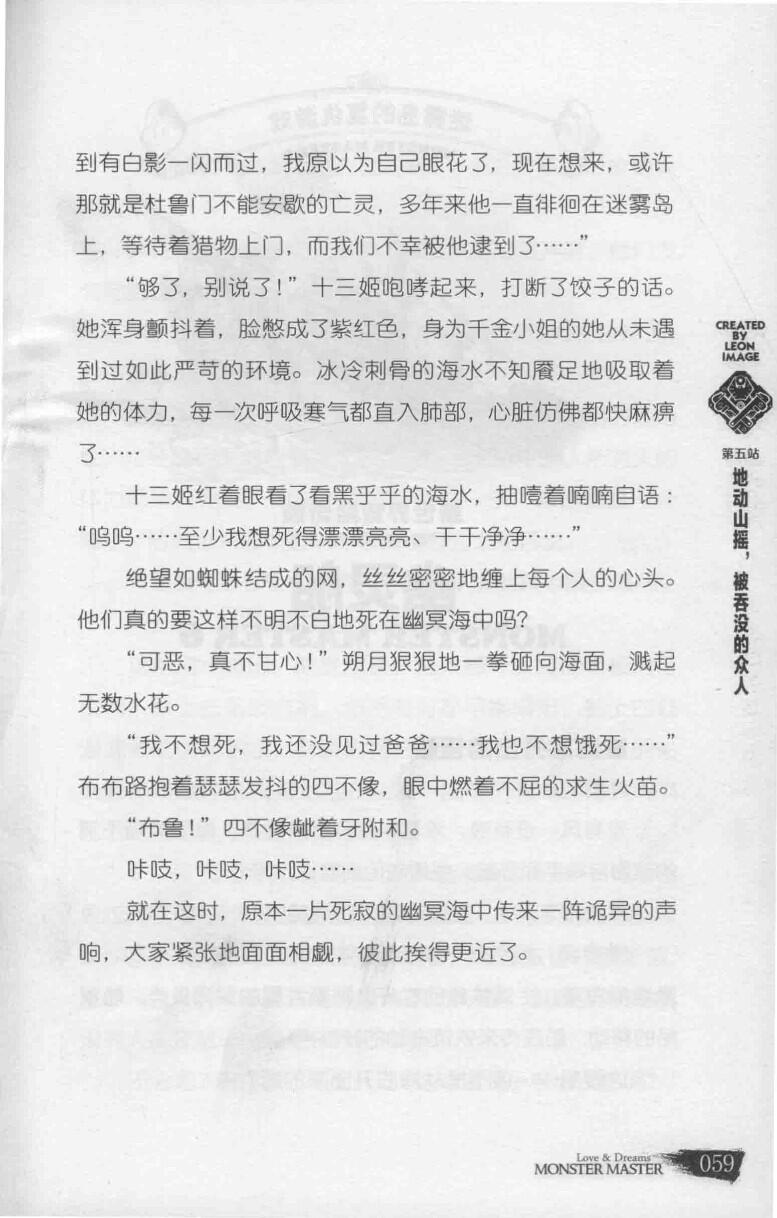 到有白影一闪而过，我原以为自己眼花了，现在想来，或许
那就是杜鲁门不能安歇的亡灵，多年来他一直徘徊在迷雾岛
上，等待着猎物上门，而我们不幸被他逮到了……”
“够了，别说了！”十三姬咆哮起来，打断了饺子的话。
她浑身颤抖着，脸憋成了紫红色，身为千金小姐的她从未遇
到过如此严苛的环境。冰冷刺骨的海水不知餍足地吸取着
她的体力，每一次呼吸寒气都直入肺部，心脏仿佛都快麻痹
了……
十三姬红着眼看了看黑乎乎的海水，抽噎着喃喃自语：
“呜呜……至少我想死得漂漂亮亮、干干净净……”
绝望如蜘蛛结成的网，丝丝密密地缠上每个人的心头。
他们真的要这样不明不白地死在幽冥海中吗？
“可恶，真不甘心！”朔月狠狠地一拳砸向海面，溅起
无数水花。
“我不想死，我还没见过爸爸……我也不想饿死……”
布布路抱着瑟瑟发抖的四不像，眼中燃着不屈的求生火苗。
“布鲁！”四不像龇着牙附和。
咔吱，咔吱，咔吱……
就在这时，原本一片死寂的幽冥海中传来一阵诡异的声
响，大家紧张地面面相觑，彼此挨得更近了。
CREATED
BY
LEON
IMAGE
第五站
地动山摇，被吞没的众人
Love & Dreams
MONSTER MASTER
059